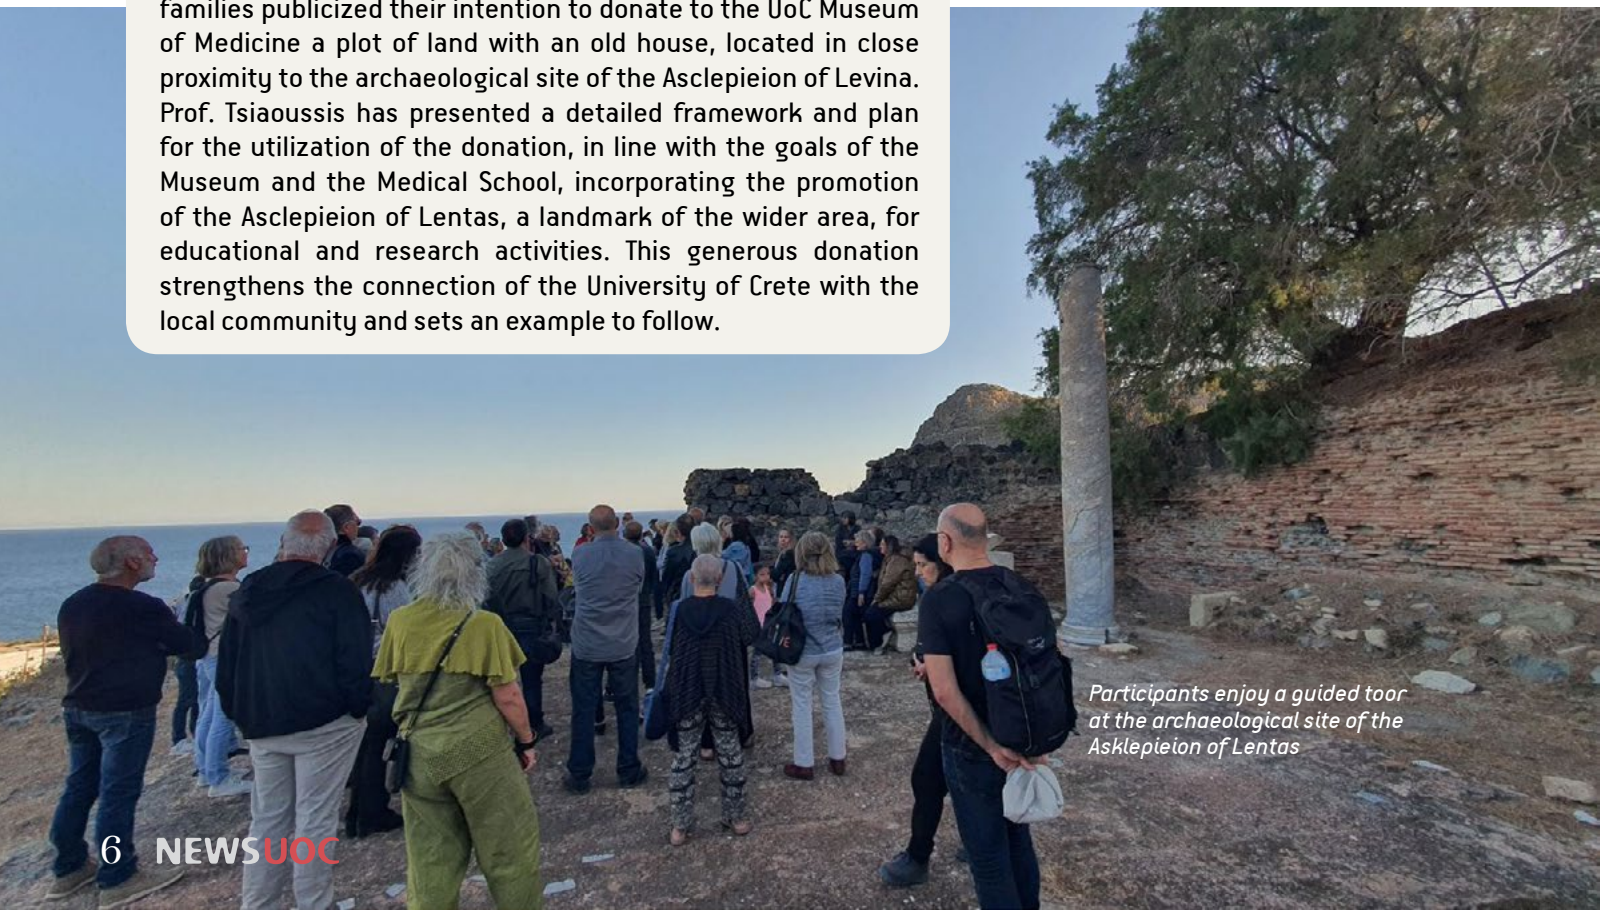 families publicized their intention to donate to the UoC Museum
of Medicine a plot of land with an old house, located in close
proximity to the archaeological site of the Asclepieion of Levina.
Prof. Tsiaoussis has presented a detailed framework and plan
for the utilization of the donation, in line with the goals of the
Museum and the Medical School, incorporating the promotion
of the Asclepieion of Lentas, a landmark of the wider area, for
educational and research activities. This generous donation
strengthens the connection of the University of Crete with the
local community and sets an example to follow.
Participants enjoy a guided toor
at the archaeological site of the
Asklepieion of Lentas
6 NEWSUOC